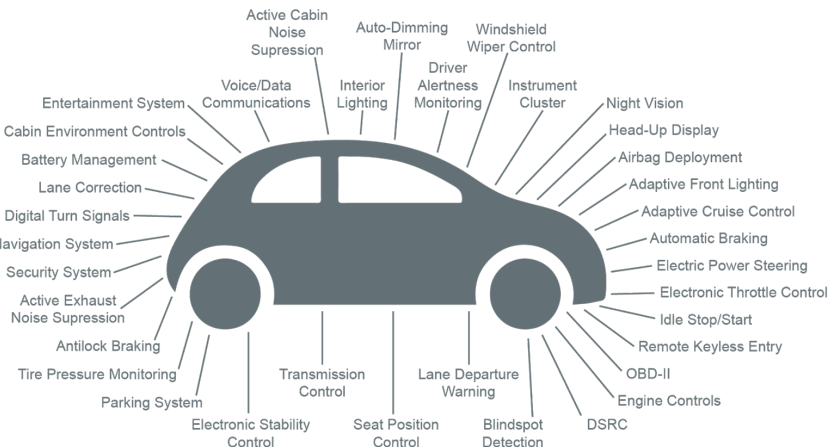 Active Cabin
Noise
Supression
Auto-Dimming
Mirror
Windshield
Wiper Control
Voice/Data
Communications
Interior
Lighting
Driver
Alertness
Monitoring
Instrument
Cluster
Entertainment System
Cabin Environment Controls
Battery Management
Lane Correction
Digital Turn Signals
Navigation System
Security System
Active Exhaust
Noise Supression
Antilock Braking
Tire Pressure Monitoring
Parking System
Electronic Stability
Control
Transmission
Control
Seat Position
Control
Lane Departure
Warning
Blindspot
Detection
Night Vision
Head-Up Display
Airbag Deployment
Adaptive Front Lighting
Adaptive Cruise Control
Automatic Braking
Electric Power Steering
Electronic Throttle Control
Idle Stop/Start
Remote Keyless Entry
OBD-II
Engine Controls
DSRC